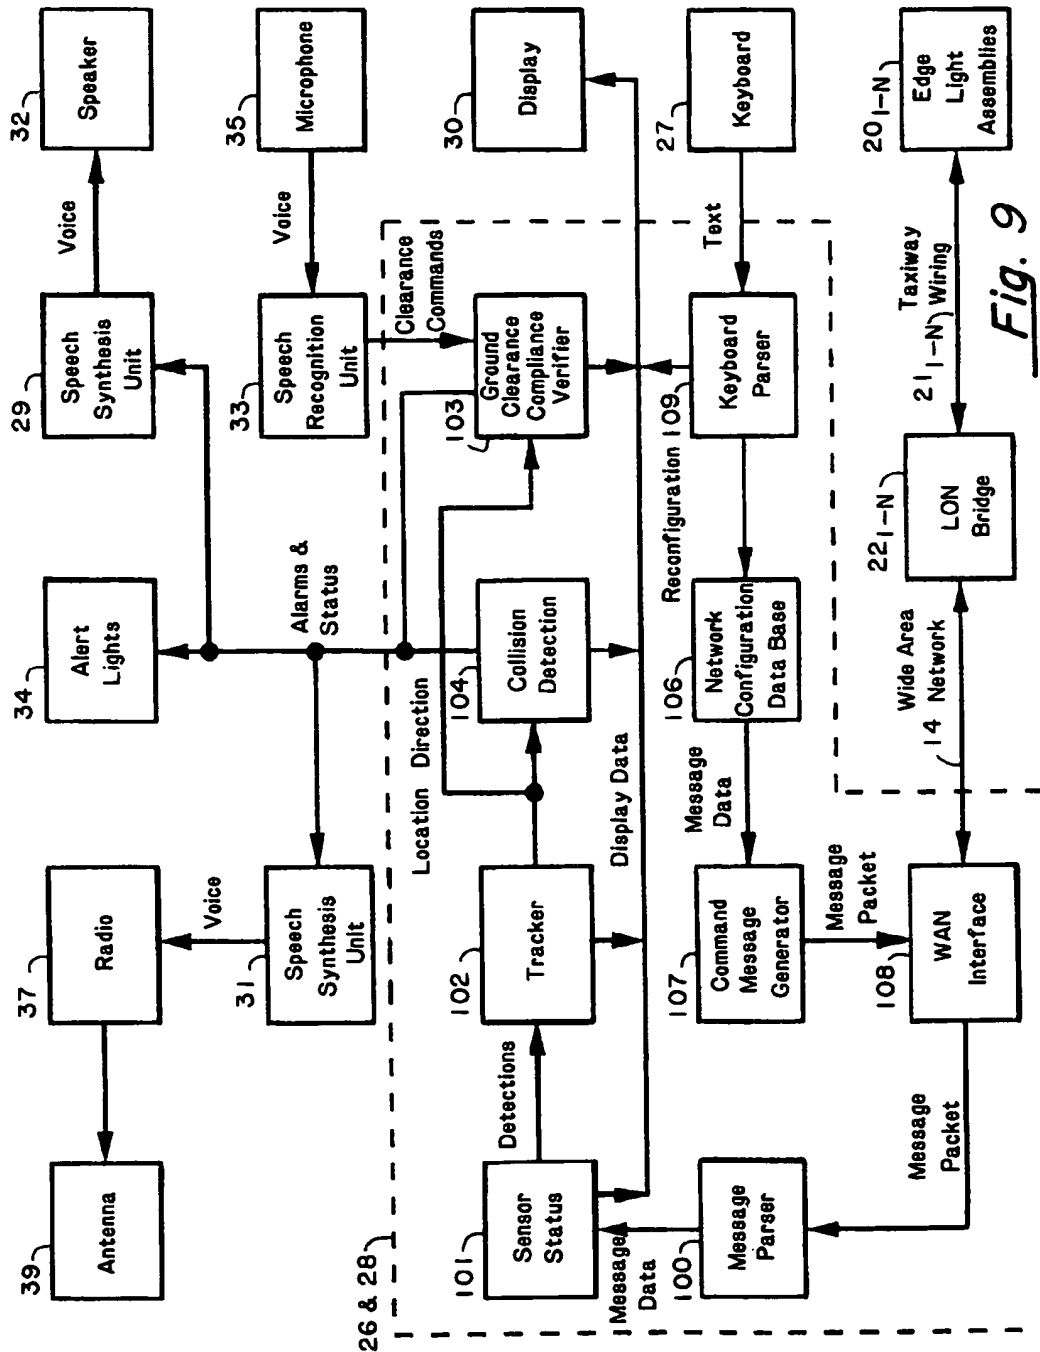 39
Antenna
37
Radio
34
Alert
Lights
29
Speech
Synthesis
Unit
Voice
32
Speaker
31
Speech
Synthesis
Unit
Voice
Alarms &
Status
33
Speech
Recognition
Unit
Voice
35
Microphone
26 & 28
Location Direction
Clearance
Commands
101
Sensor
Status
Detections
102
Tracker
104
Collision
Detection
103
Ground
Clearance
Compliance
Verifier
30
Display
Message
Data
Display Data
100
Message
Parser
107
Command
Message
Generator
Message
Data
106
Network
Configuration
Data Base
Reconfiguration
109
Keyboard
Parser
Text
27
Keyboard
Message
Packet
Message
Packet
108
WAN
Interface
Wide Area
14 Network
22 1-N
LON
Bridge
Taxiway
21 1-N Wiring
20 1-N
Edge
Light
Assemblies
Fig. 9